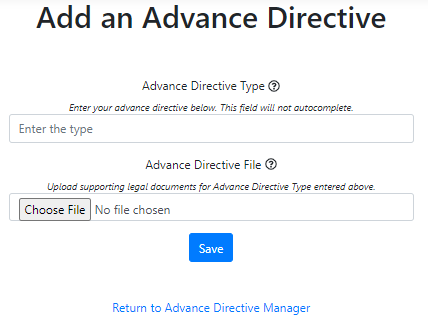 Add an Advance Directive
Advance Directive Type
Enter your advance directive below. This field will not autocomplete.
Enter the type
Advance Directive File
Upload supporting legal documents for Advance Directive Type entered above.
Choose File No file chosen
Save
Return to Advance Directive Manager